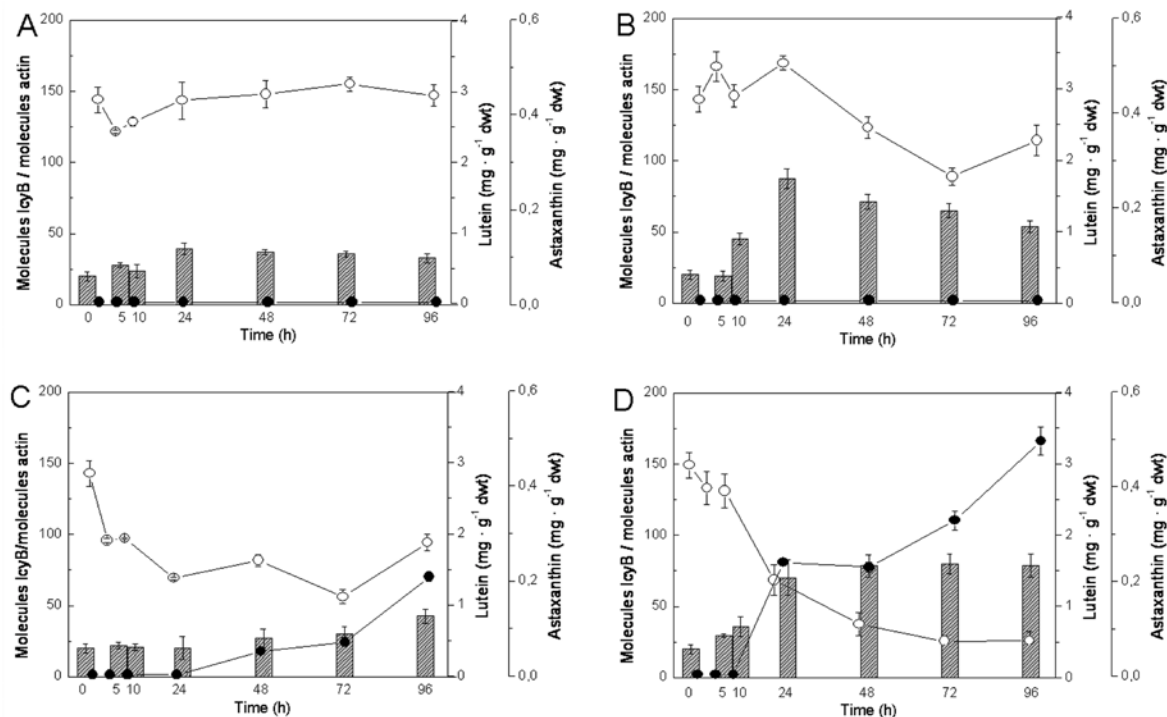 A
200
150
100
50
0
Molecules lcyB / molecules actin
0 5 10 24 48 72 96
Time (h)
4
3
2
1
0
Lutein (mg · g-1 dwt)
0,6
0,4
0,2
0,0
Astaxanthin (mg · g-1 dwt)
B
200
150
100
50
0
Molecules lcyB / molecules actin
0 5 10 24 48 72 96
Time (h)
4
3
2
1
0
Lutein (mg · g-1 dwt)
0,6
0,4
0,2
0,0
Astaxanthin (mg · g-1 dwt)
C
200
150
100
50
0
Molecules lcyB/molecules actin
0 5 10 24 48 72 96
Time (h)
4
3
2
1
0
Lutein (mg · g-1 dwt)
0,6
0,4
0,2
0,0
Astaxanthin (mg · g-1 dwt)
D
200
150
100
50
0
Molecules lcyB / molecules actin
0 5 10 24 48 72 96
Time (h)
4
3
2
1
0
Lutein (mg · g-1 dwt)
0,6
0,4
0,2
0,0
Astaxanthin (mg · g-1 dwt)